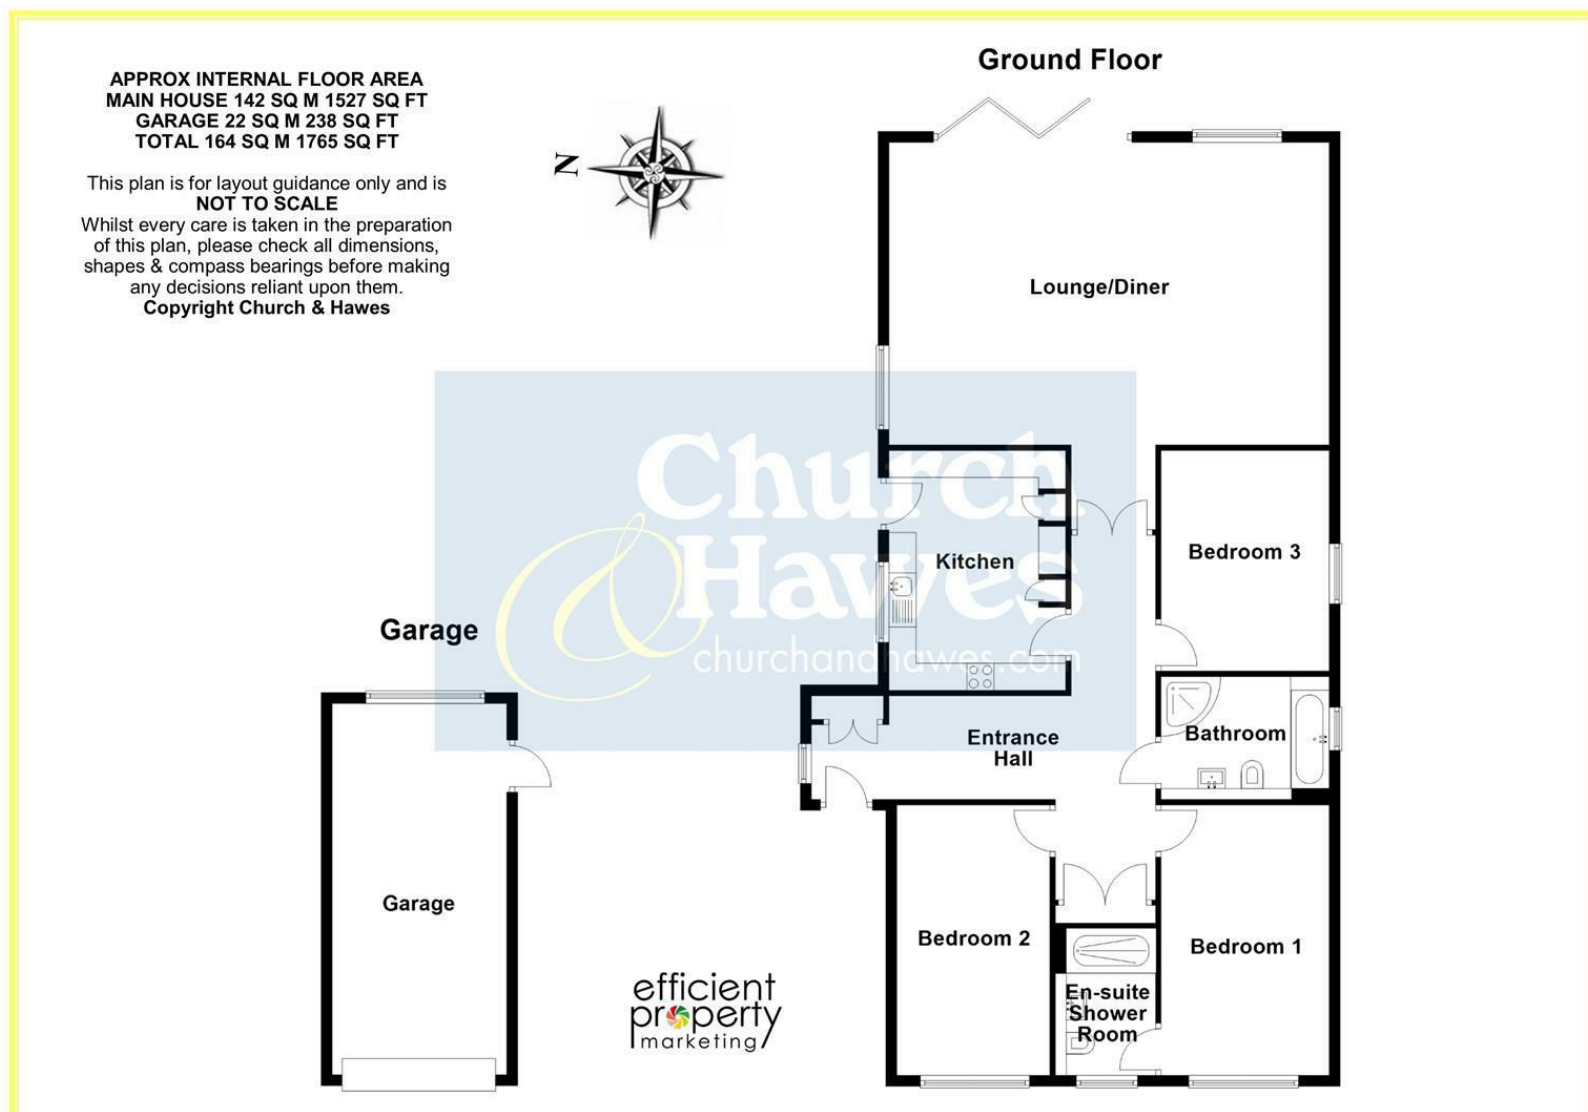 APPROX INTERNAL FLOOR AREA
MAIN HOUSE 142 SQ M 1527 SQ FT
GARAGE 22 SQ M 238 SQ FT
TOTAL 164 SQ M 1765 SQ FT
This plan is for layout guidance only and is
NOT TO SCALE
Whilst every care is taken in the preparation
of this plan, please check all dimensions,
shapes & compass bearings before making
any decisions reliant upon them.
Copyright Church & Hawes
N
Ground Floor
Lounge/Diner
Church
& Hawes
churchandhawes.com
Kitchen
Bedroom 3
Garage
Entrance
Hall
Bathroom
Garage
Bedroom 2
Bedroom 1
En-suite
Shower
Room
efficient
property
marketing